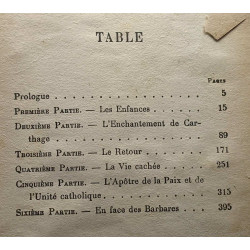 TABLE
Pages
Prologue 5
PREMIÈRE PARTIE. — Les Enfances 15
DEUXIÈME PARTIE. — L'Enchantement de Car-
thage 89
TROISIÈME PARTIE. — Le Retour 171
QUATRIÈME PARTIE. — La Vie cachée 251
CINQUIÈME PARTIE. — L'Apôtre de la Paix et de
l'Unité catholique 315
SIXIÈME PARTIE. — En face des Barbares 395